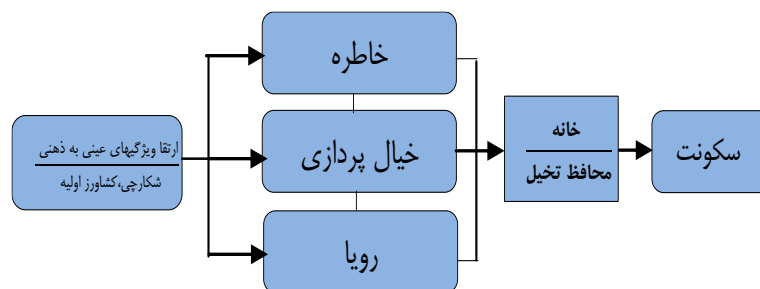 خاطره
ارتقا ویژگیهای عینی به ذهنی
شکارچی،کشاورز اولیه
خیال پردازی
خانه
محافظ تخیل
سکونت
رویا